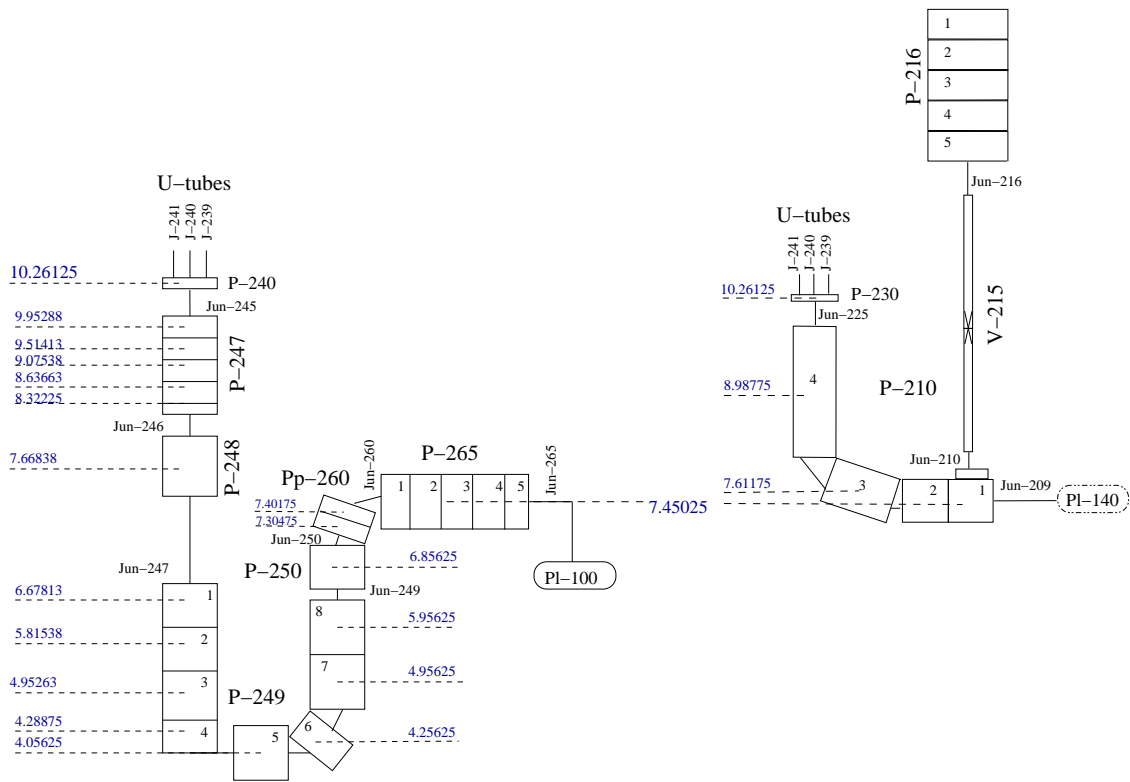 1
2
P−216
3
4
5
Jun−216
U−tubes
J−241
J−240
J−239
10.26125
P−240
Jun−245
9.95288
9.51413
9.07538
8.63663
8.32225
P−247
Jun−246
7.66838
P−248
Jun−247
6.67813
1
5.81538
2
4.95263
3
P−249
4.28875
4
4.05625
5
6
4.25625
7
4.95625
8
5.95625
Jun−249
P−250
6.85625
Jun−250
7.30475
7.40175
Pp−260
Jun−260
P−265
1
2
3
4
5
Jun−265
7.45025
Pl−100
U−tubes
J−241
J−240
J−239
10.26125
P−230
Jun−225
V−215
4
8.98775
P−210
Jun−210
7.61175
3
2
1
Jun−209
Pl−140